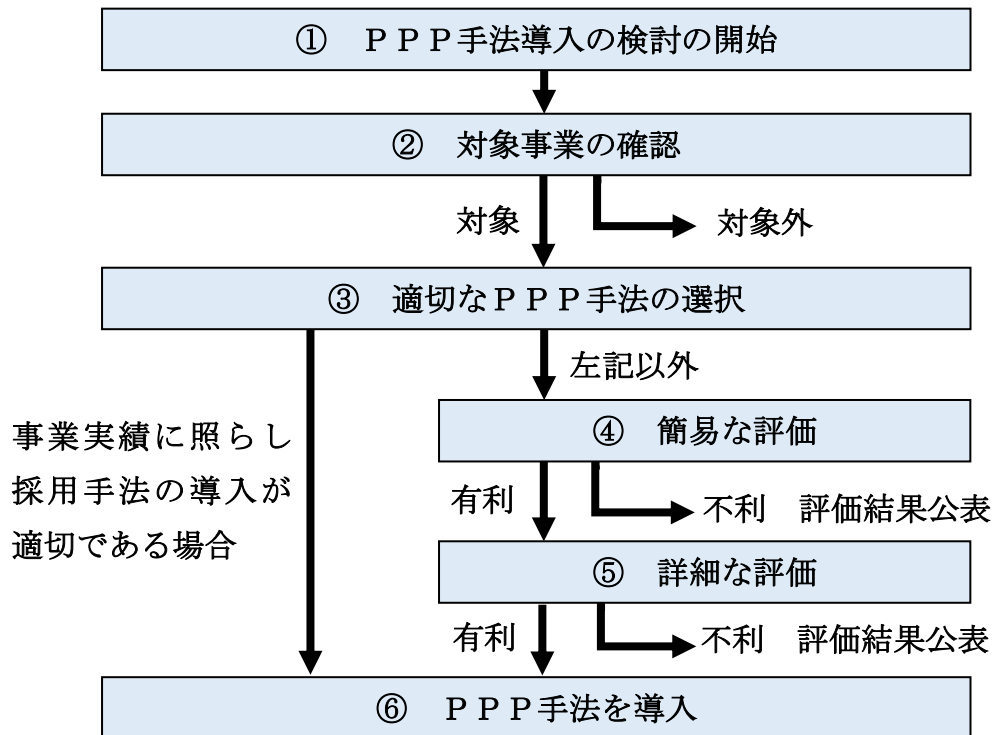 ① ＰＰＰ手法導入の検討の開始
② 対象事業の確認
対象
対象外
③ 適切なＰＰＰ手法の選択
左記以外
事業実績に照らし
採用手法の導入が
適切である場合
④ 簡易な評価
有利
不利 評価結果公表
⑤ 詳細な評価
有利
不利 評価結果公表
⑥ ＰＰＰ手法を導入